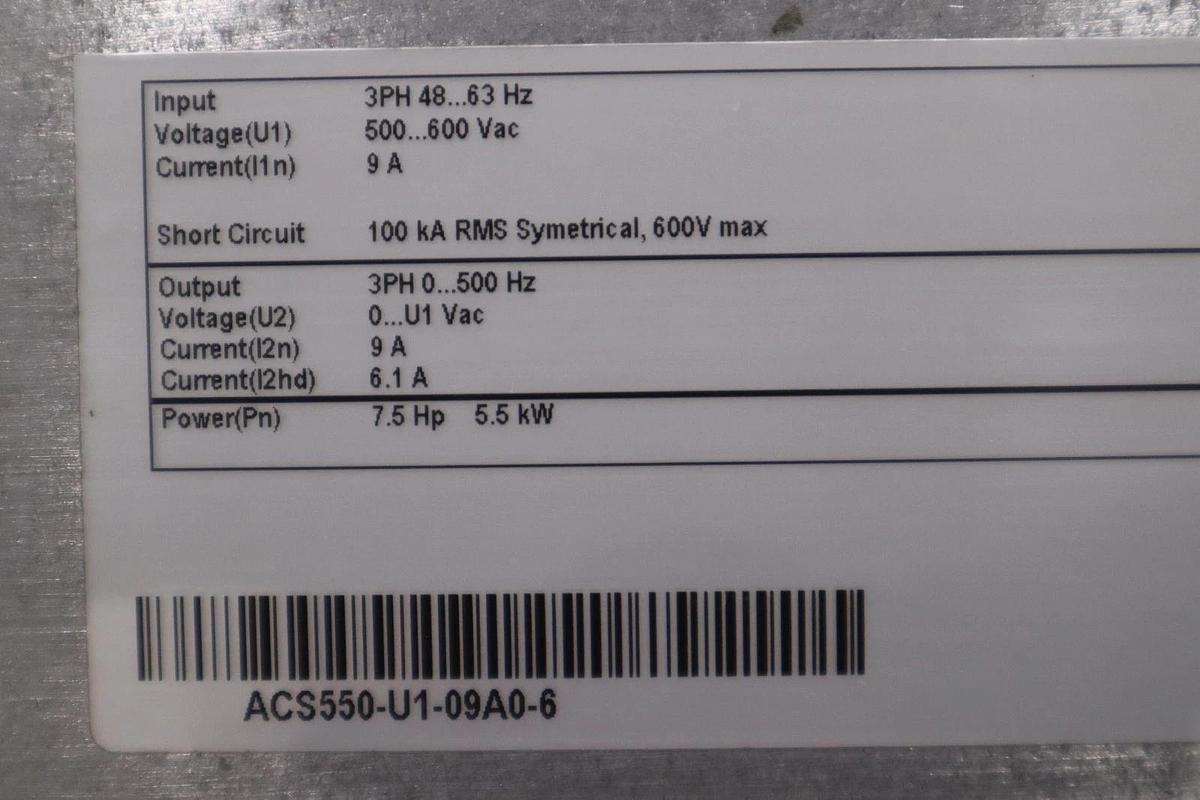 Input 3PH 48...63 Hz
Voltage(U1) 500...600 Vac
Current(I1n) 9 A
Short Circuit 100 kA RMS Symetrical, 600V max
Output 3PH 0...500 Hz
Voltage(U2) 0...U1 Vac
Current(I2n) 9 A
Current(I2hd) 6.1 A
Power(Pn) 7.5 Hp 5.5 kW
ACS550-U1-09A0-6